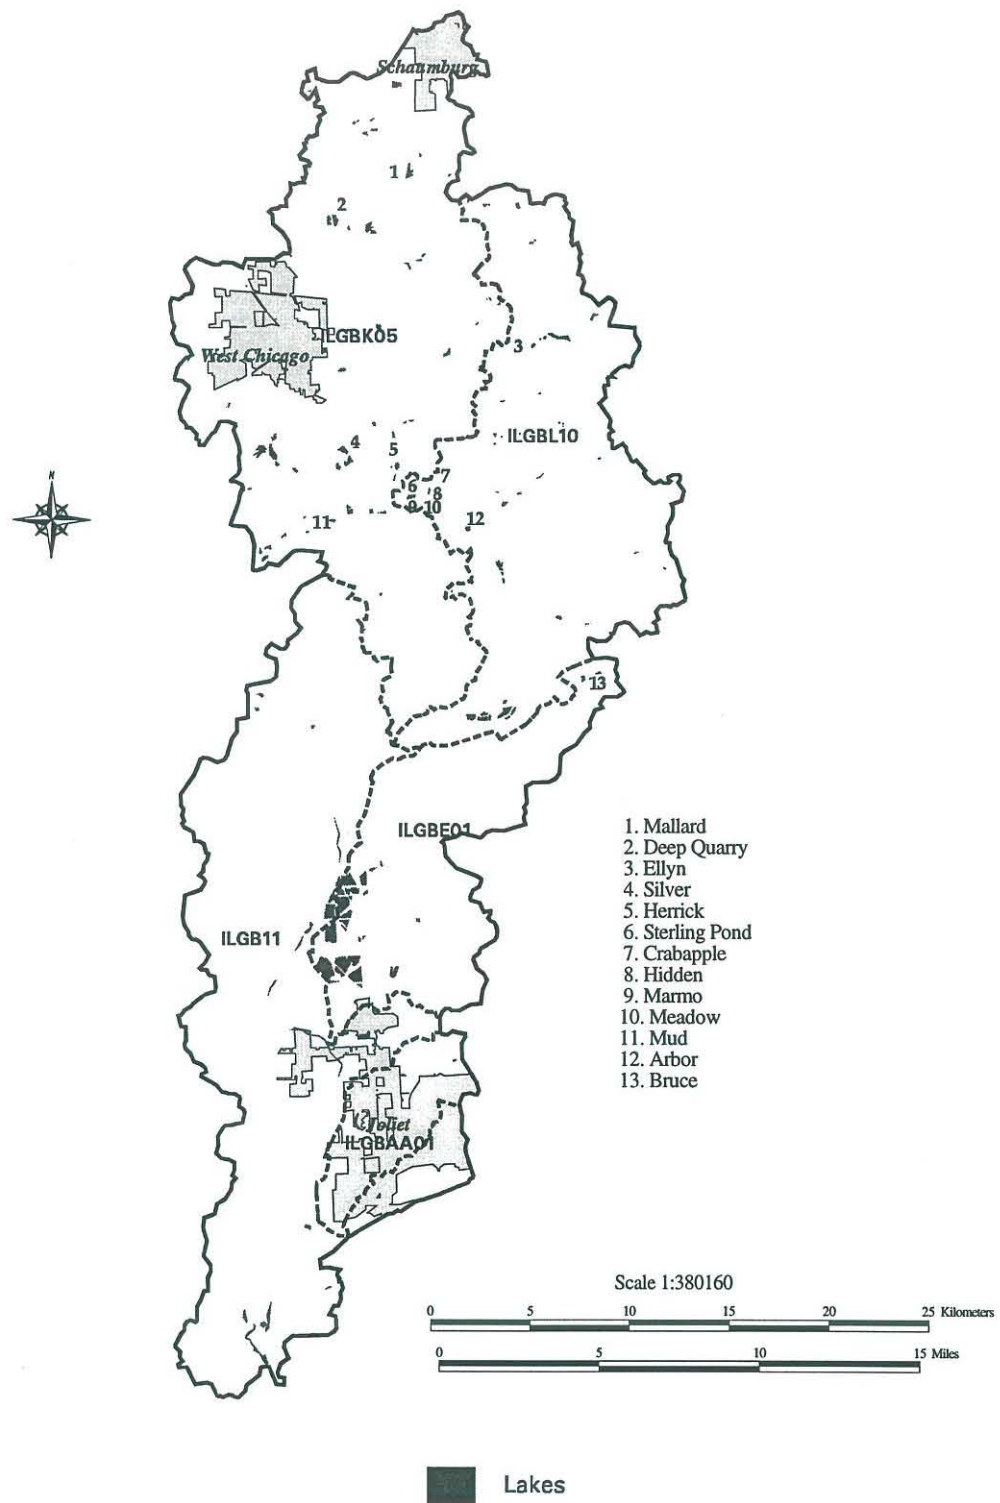 Schaumburg
1
2
ILGBK05
West Chicago
3
ILGBL10
4
5
7
6
8
9 10
11
12
N
13
ILGBE01
1. Mallard
2. Deep Quarry
3. Ellyn
4. Silver
5. Herrick
6. Sterling Pond
7. Crabapple
8. Hidden
9. Marmo
10. Meadow
11. Mud
12. Arbor
13. Bruce
ILGB11
Joliet
ILGBAA01
Scale 1:380160
0 5 10 15 20 25 Kilometers
0 5 10 15 Miles
Lakes